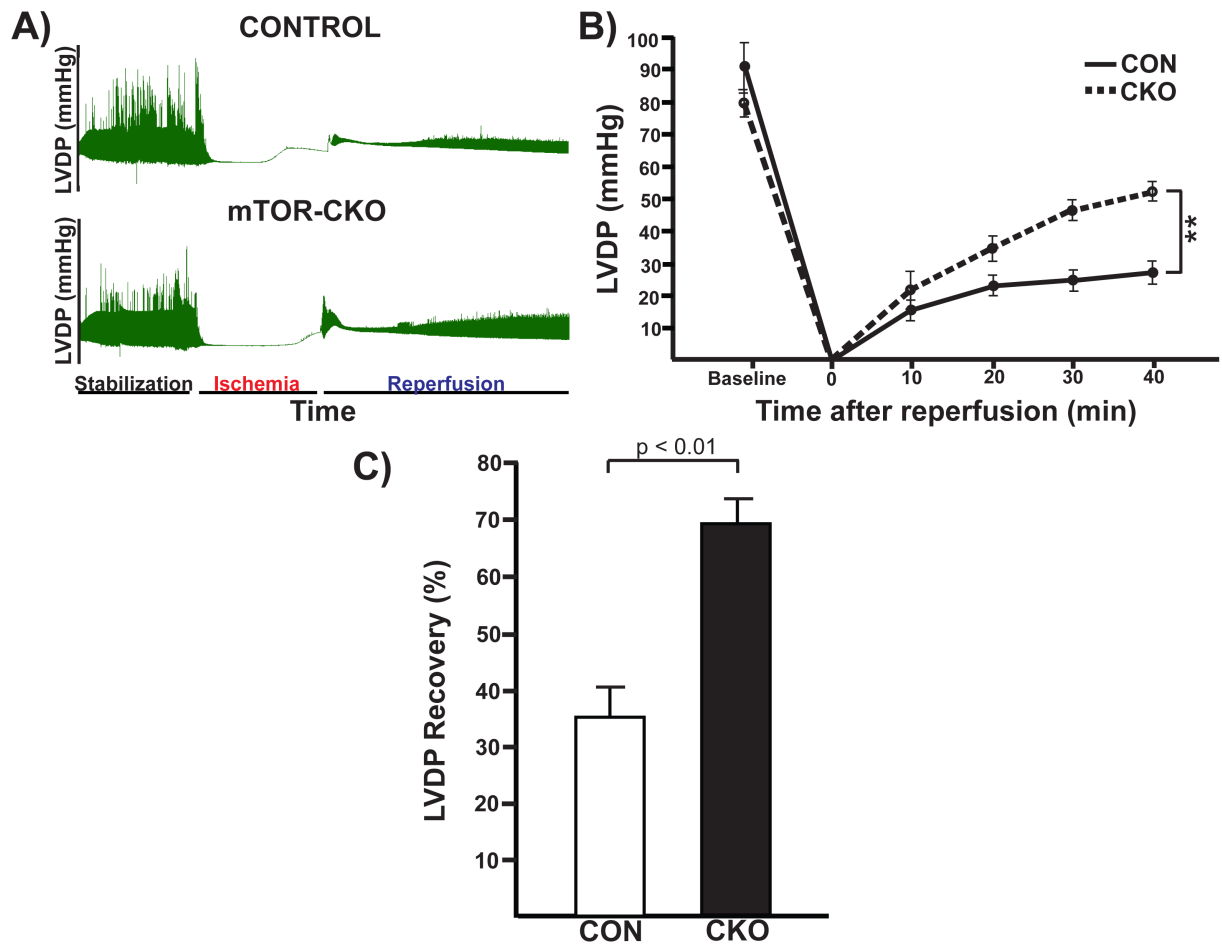 A)
CONTROL
LVDP (mmHg)
mTOR-CKO
LVDP (mmHg)
Stabilization Ischemia Reperfusion
Time
B)
100
90
80
70
60
50
40
30
20
10
LVDP (mmHg)
CON
CKO
**
Baseline 0 10 20 30 40
Time after reperfusion (min)
C)
p < 0.01
80
70
60
50
40
30
20
10
LVDP Recovery (%)
CON CKO